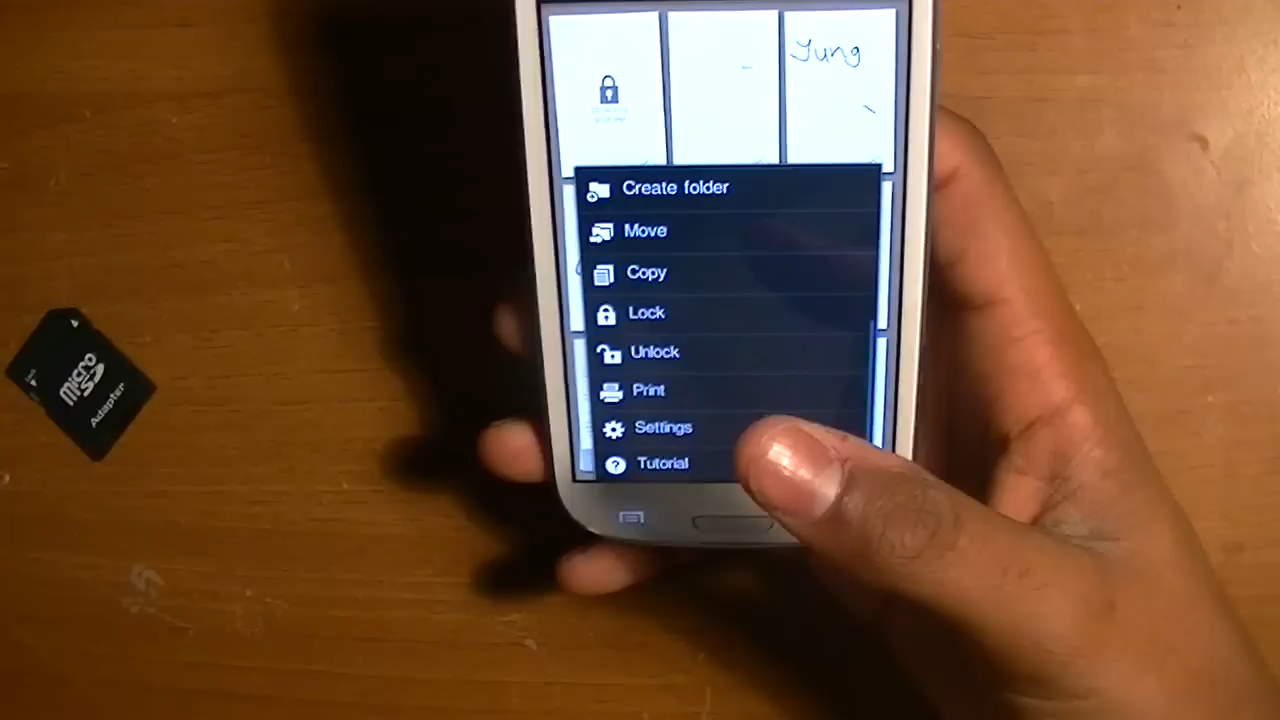 Yung
Create folder
Move
Copy
Lock
Unlock
Print
Settings
Tutorial
Micro
SD
Adapter